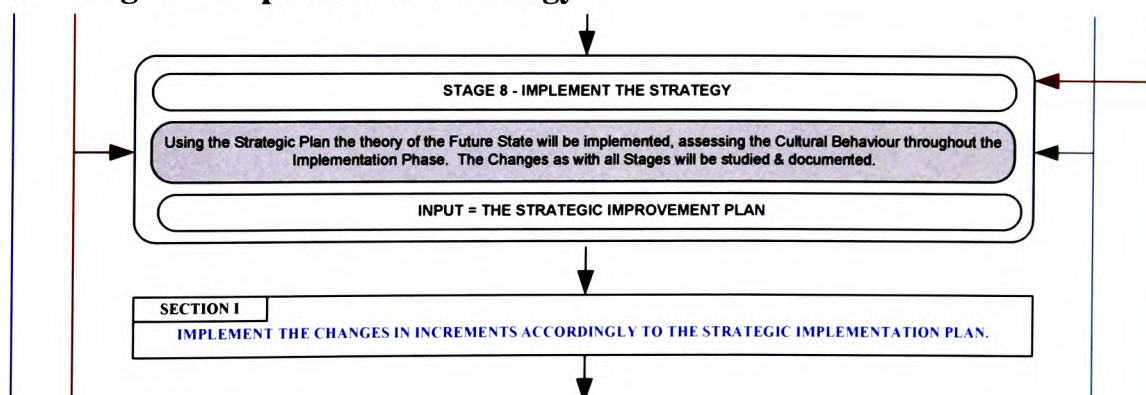 STAGE 8 - IMPLEMENT THE STRATEGY
Using the Strategic Plan the theory of the Future State will be implemented, assessing the Cultural Behaviour throughout the
Implementation Phase. The Changes as with all Stages will be studied & documented.
INPUT = THE STRATEGIC IMPROVEMENT PLAN
SECTION I
IMPLEMENT THE CHANGES IN INCREMENTS ACCORDINGLY TO THE STRATEGIC IMPLEMENTATION PLAN.